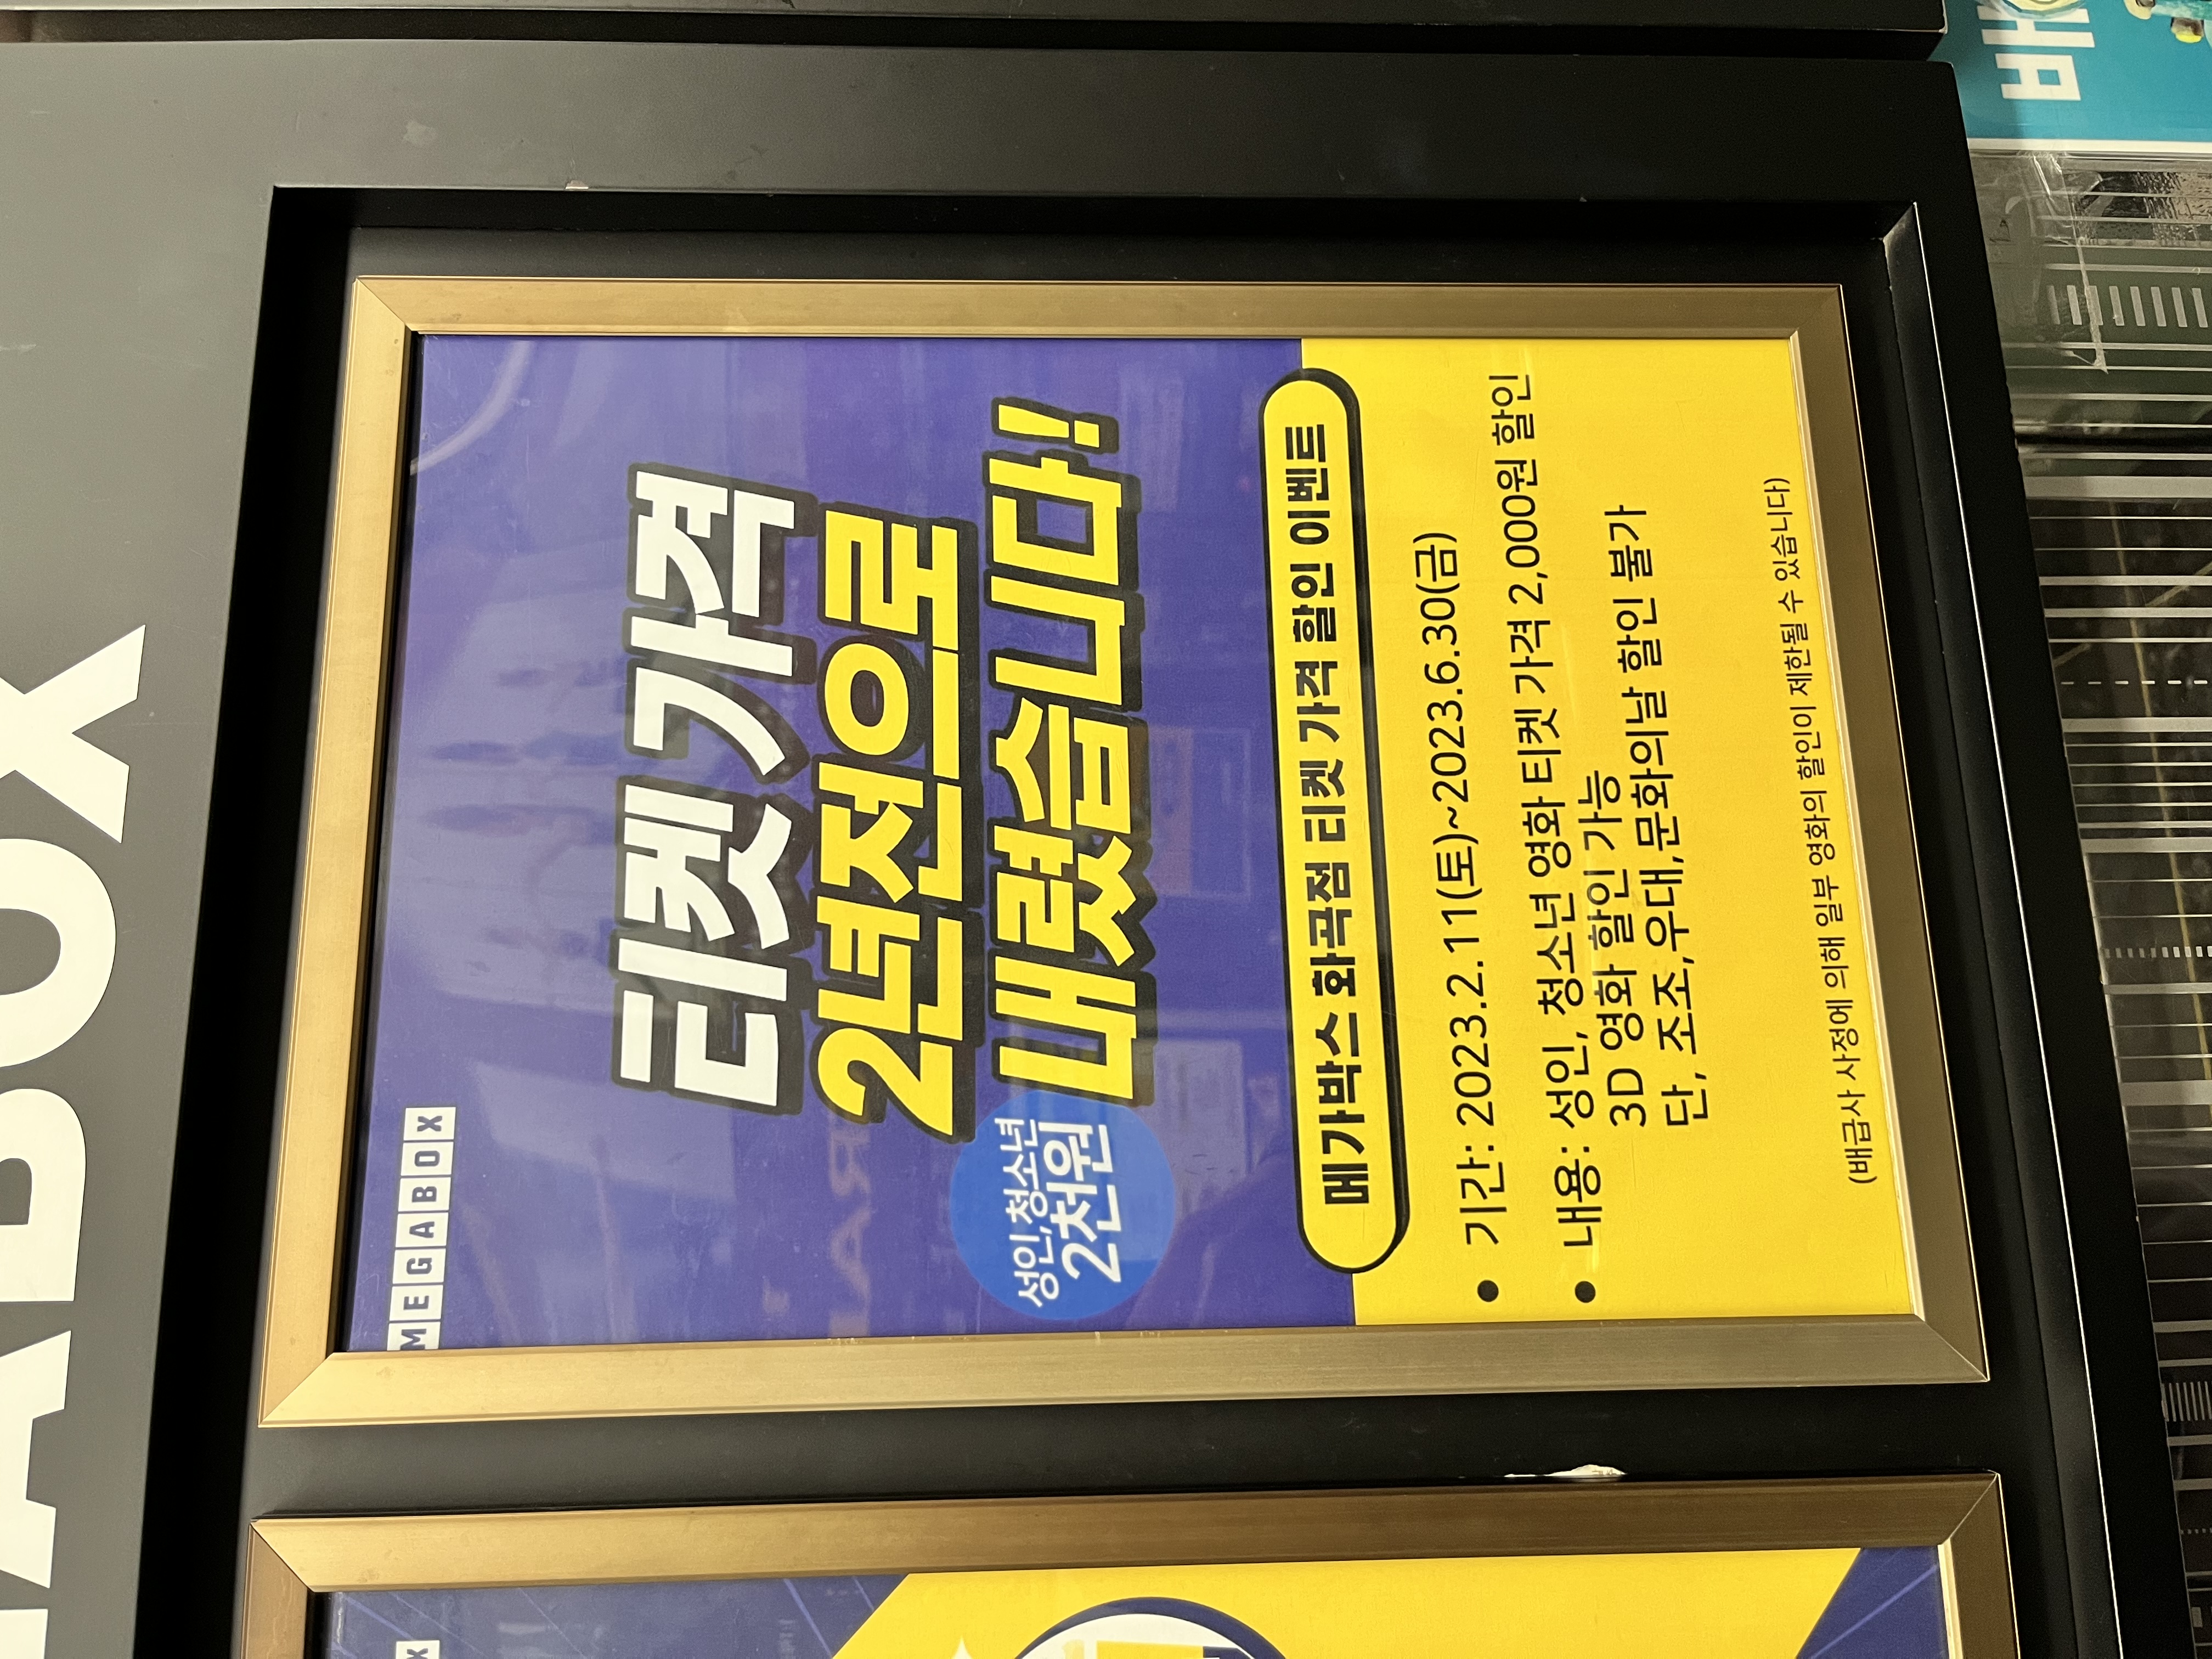 MEGABOX
티켓 가격
2년전으로
내렸습니다!
성인,청소년
2천원
메가박스 화곡점 티켓 가격 할인 이벤트
● 기간: 2023.2.11(토)~2023.6.30(금)
● 내용: 성인, 청소년 영화 티켓 가격 2,000원 할인
3D 영화 할인 가능
단, 조조,우대,문화의날 할인 불가
(배급사 사정에 의해 일부 영화의 할인이 제한될 수 있습니다)
ABOX
X